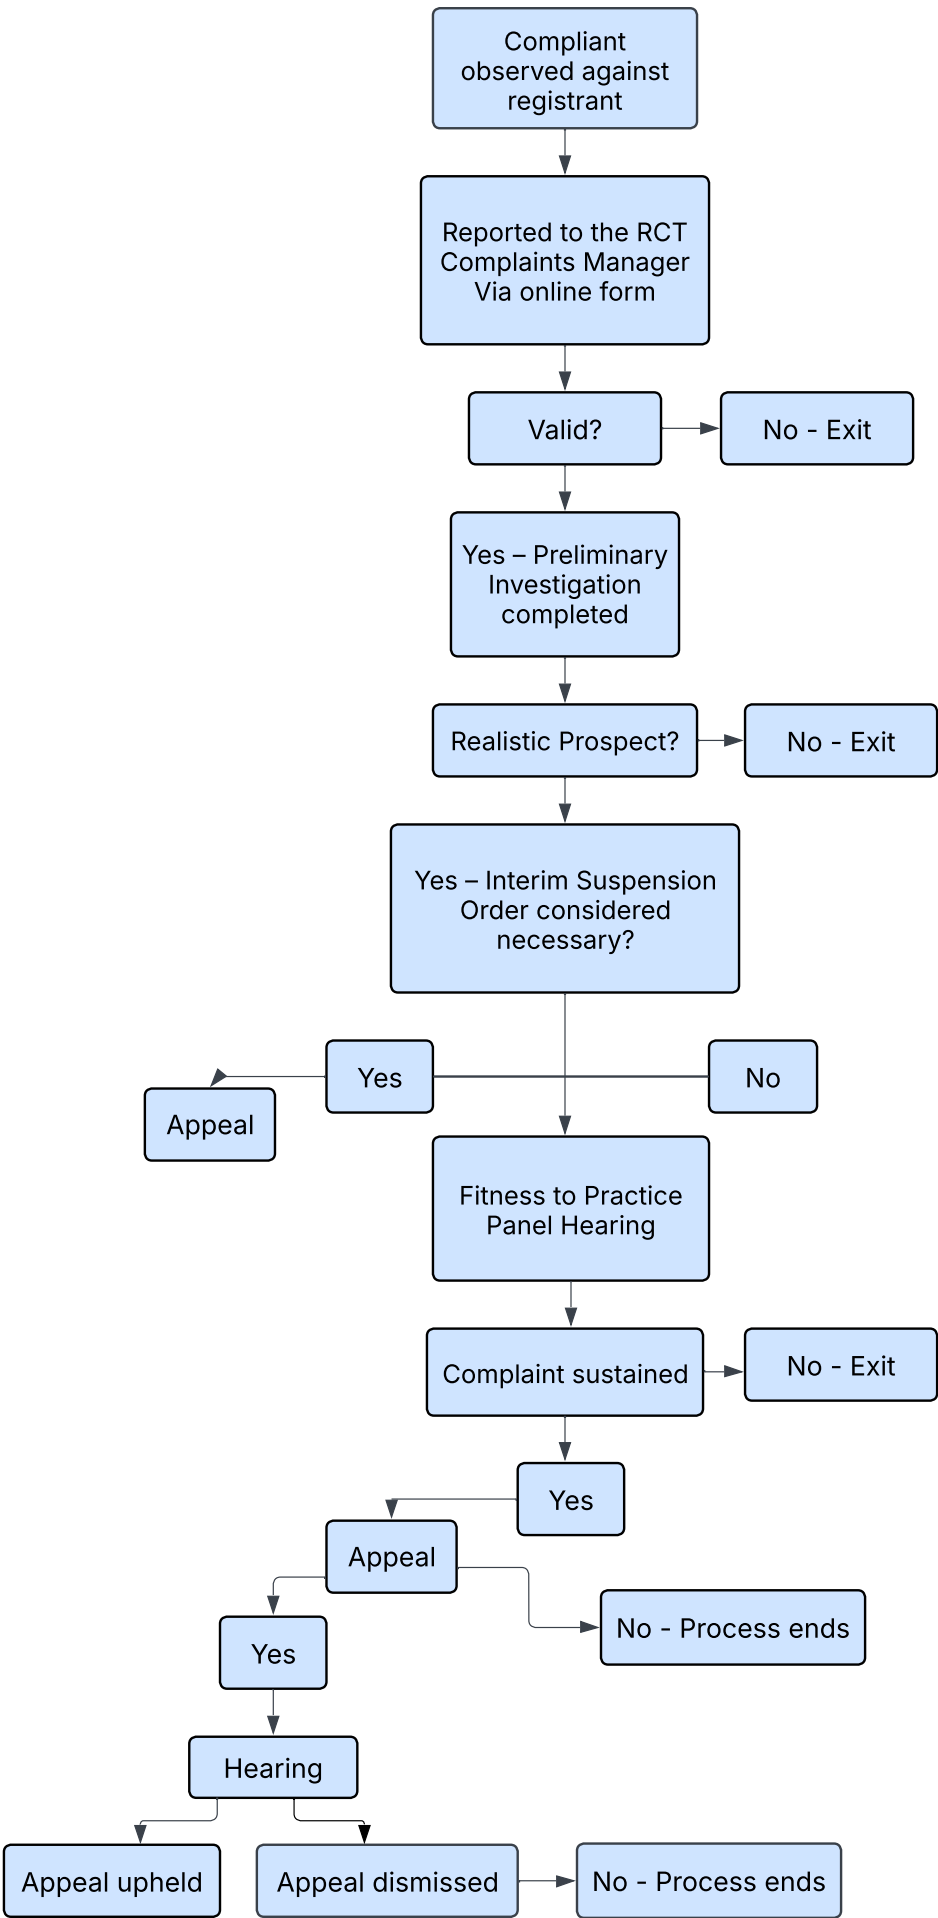 Compliant
observed against
registrant
Reported to the RCT
Complaints Manager
Via online form
Valid?
No - Exit
Yes – Preliminary
Investigation
completed
Realistic Prospect?
No - Exit
Yes – Interim Suspension
Order considered
necessary?
Yes
No
Appeal
Fitness to Practice
Panel Hearing
Complaint sustained
No - Exit
Yes
Appeal
No - Process ends
Yes
Hearing
Appeal upheld
Appeal dismissed
No - Process ends